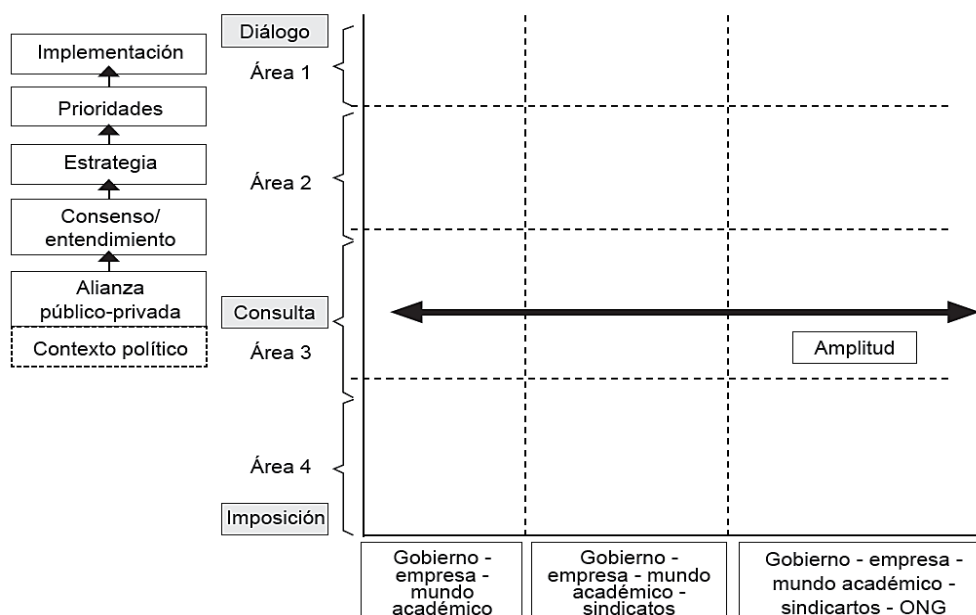 Implementación
Prioridades
Estrategia
Consenso/
entendimiento
Alianza
público-privada
Contexto político
Diálogo
Área 1
Área 2
Consulta
Área 3
Área 4
Imposición
Amplitud
Gobierno -
empresa -
mundo
académico
Gobierno -
empresa - mundo
académico -
sindicatos
Gobierno - empresa -
mundo académico -
sindicartos - ONG